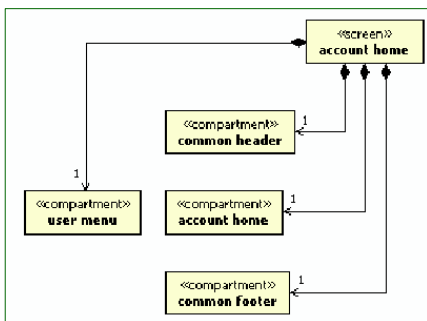 «screen»
account home
«compartment»
common header
1
1
«compartment»
user menu
«compartment»
account home
1
«compartment»
common footer
1